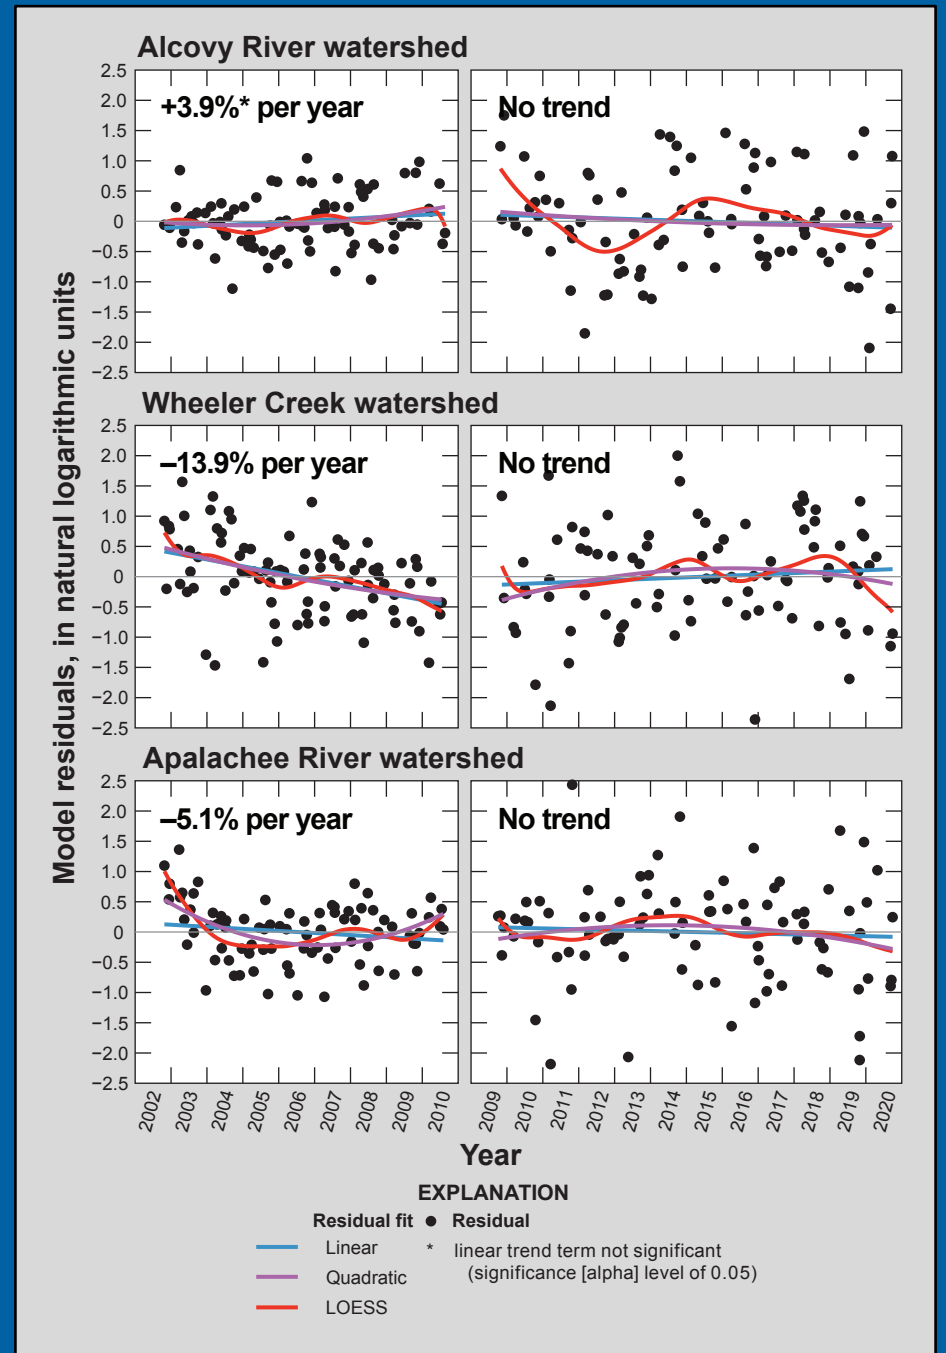 Alcovy River watershed
2.5
2.0
1.5
1.0
0.5
0
−0.5
−1.0
−1.5
−2.0
−2.5
+3.9%* per year
No trend
Wheeler Creek watershed
2.5
2.0
1.5
1.0
0.5
0
−0.5
−1.0
−1.5
−2.0
−2.5
–13.9% per year
No trend
Apalachee River watershed
2.5
2.0
1.5
1.0
0.5
0
−0.5
−1.0
−1.5
−2.0
−2.5
–5.1% per year
No trend
Model residuals, in natural logarithmic units
2002 2003 2004 2005 2006 2007 2008 2009 2010
2009 2010 2011 2012 2013 2014 2015 2016 2017 2018 2019 2020
Year
EXPLANATION
Residual fit
Linear
Quadratic
LOESS
Residual
* linear trend term not significant
(significance [alpha] level of 0.05)